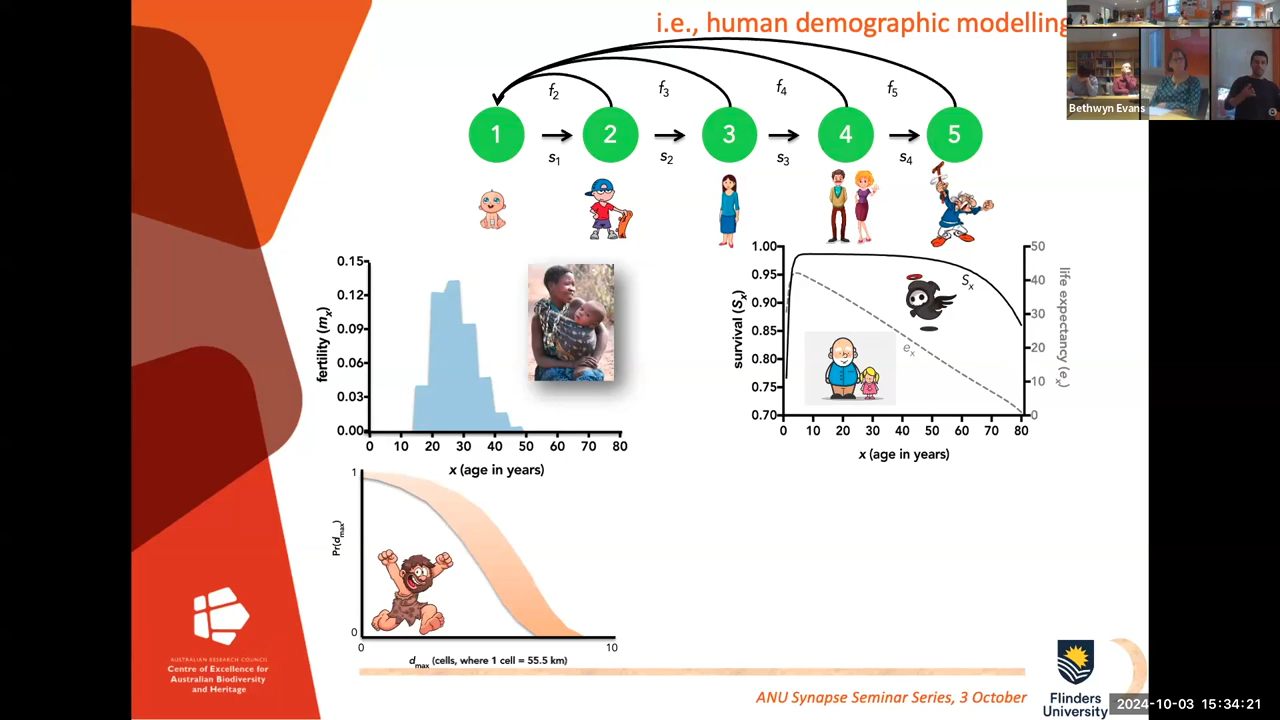 i.e., human demographic modelling
Bethwyn Evans
f2 f3 f4 f5
1 2 3 4 5
s1 s2 s3 s4
0.15
0.12
0.09
0.06
0.03
0.00
fertility (mx)
0 10 20 30 40 50 60 70 80
x (age in years)
1.00
0.95
0.90
0.85
0.80
0.75
0.70
survival (Sx)
Sx
ex
50
40
30
20
10
0
life expectancy (ex)
0 10 20 30 40 50 60 70 80
x (age in years)
1
Pr(dmax)
0
0 10
dmax (cells, where 1 cell = 55.5 km)
AUSTRALIAN RESEARCH COUNCIL
Centre of Excellence for
Australian Biodiversity
and Heritage
ANU Synapse Seminar Series, 3 October
Flinders
University
2024-10-03 15:34:21